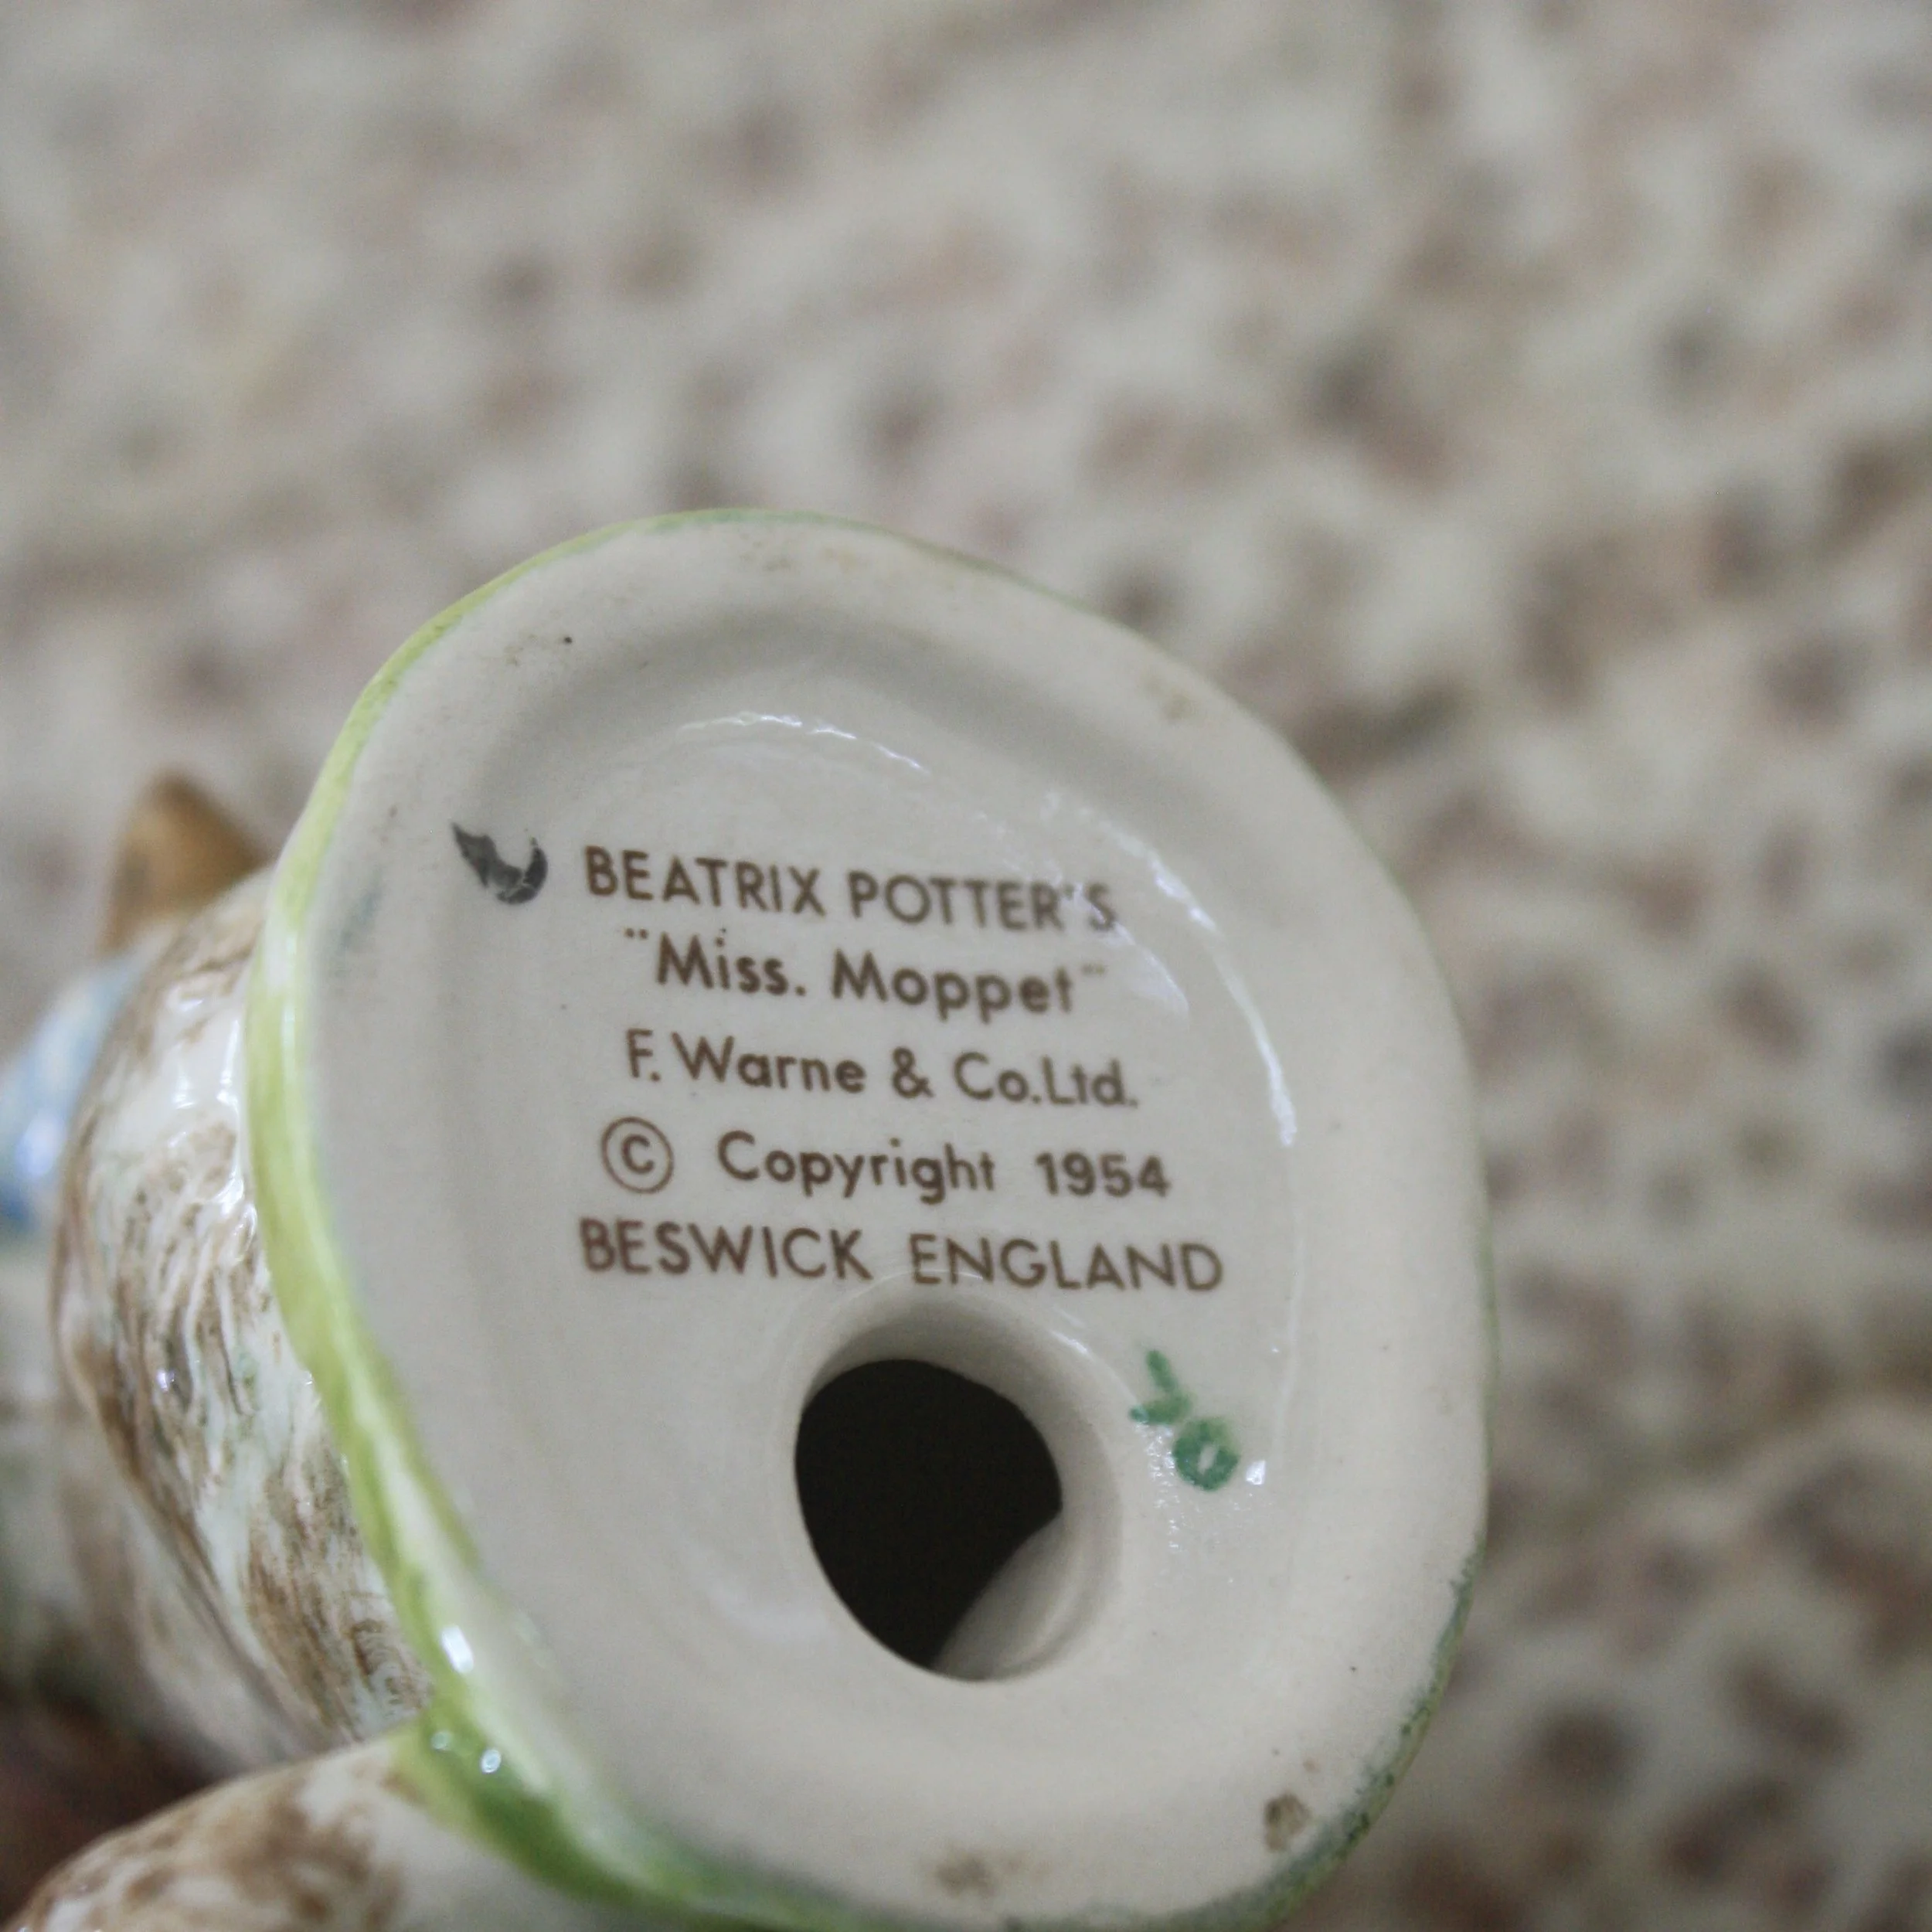 BEATRIX POTTER'S
"Miss. Moppet"
F. Warne & Co.Ltd.
© Copyright 1954
BESWICK ENGLAND